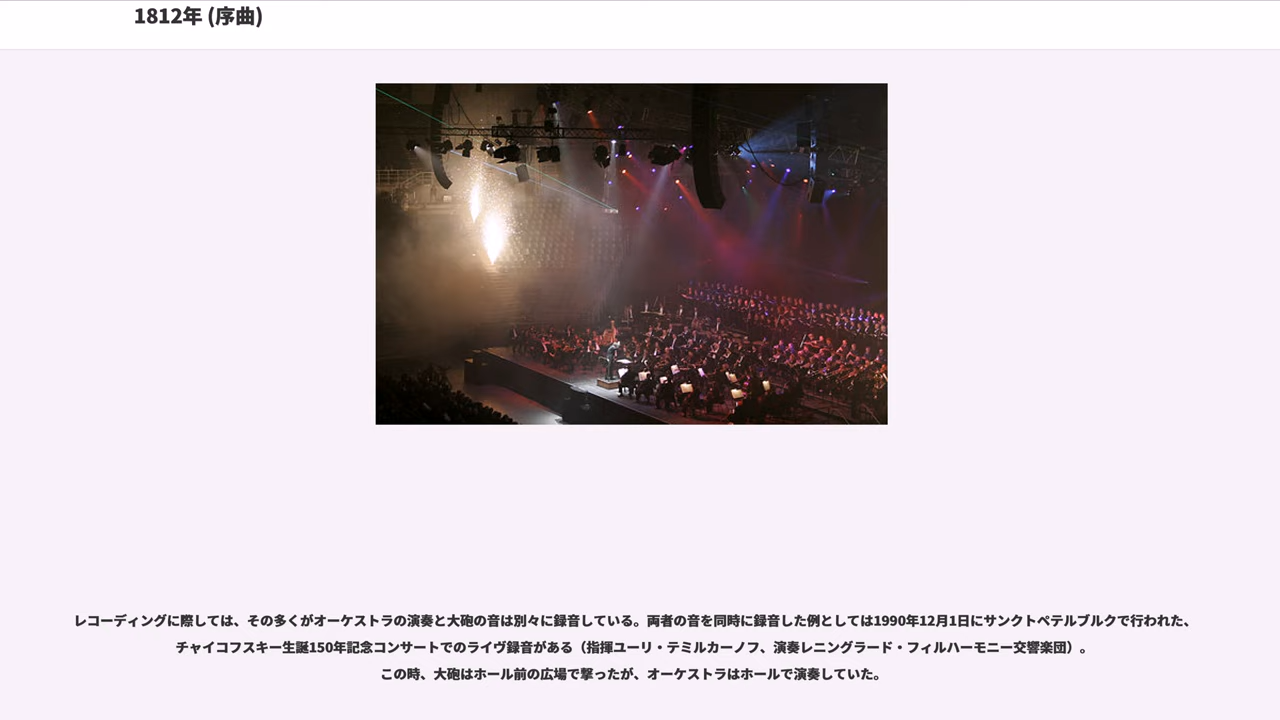 1812年 (序曲)
レコーディングに際しては、その多くがオーケストラの演奏と大砲の音は別々に録音している。両者の音を同時に録音した例としては1990年12月1日にサンクトペテルブルクで行われた、
チャイコフスキー生誕150年記念コンサートでのライヴ録音がある（指揮ユーリ・テミルカーノフ、演奏レニングラード・フィルハーモニー交響楽団）。
この時、大砲はホール前の広場で撃ったが、オーケストラはホールで演奏していた。